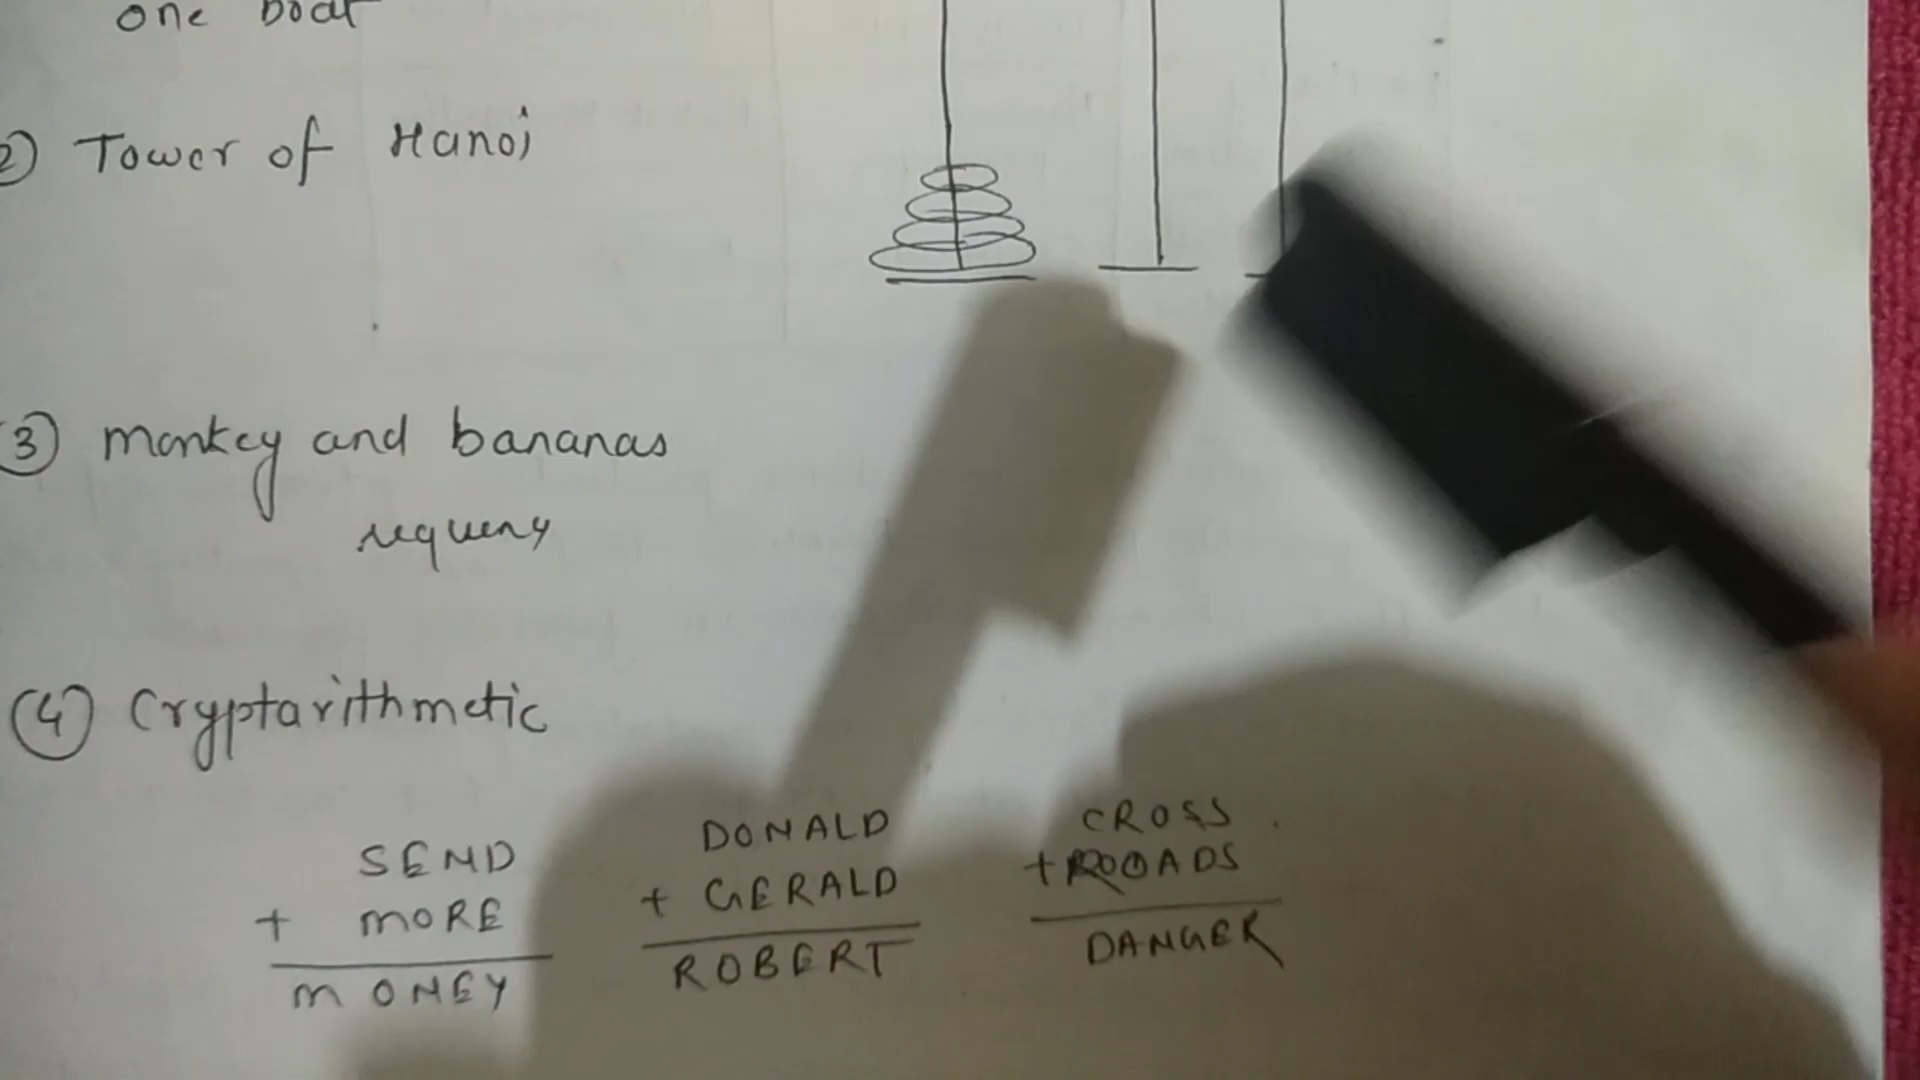 one boat
2) Tower of Hanoi
3) monkey and bananas
4) Cryptarithmetic
SEND
+ MORE
MONEY
DONALD
+ GERALD
ROBERT
CROSS
+ ROADS
DANGER